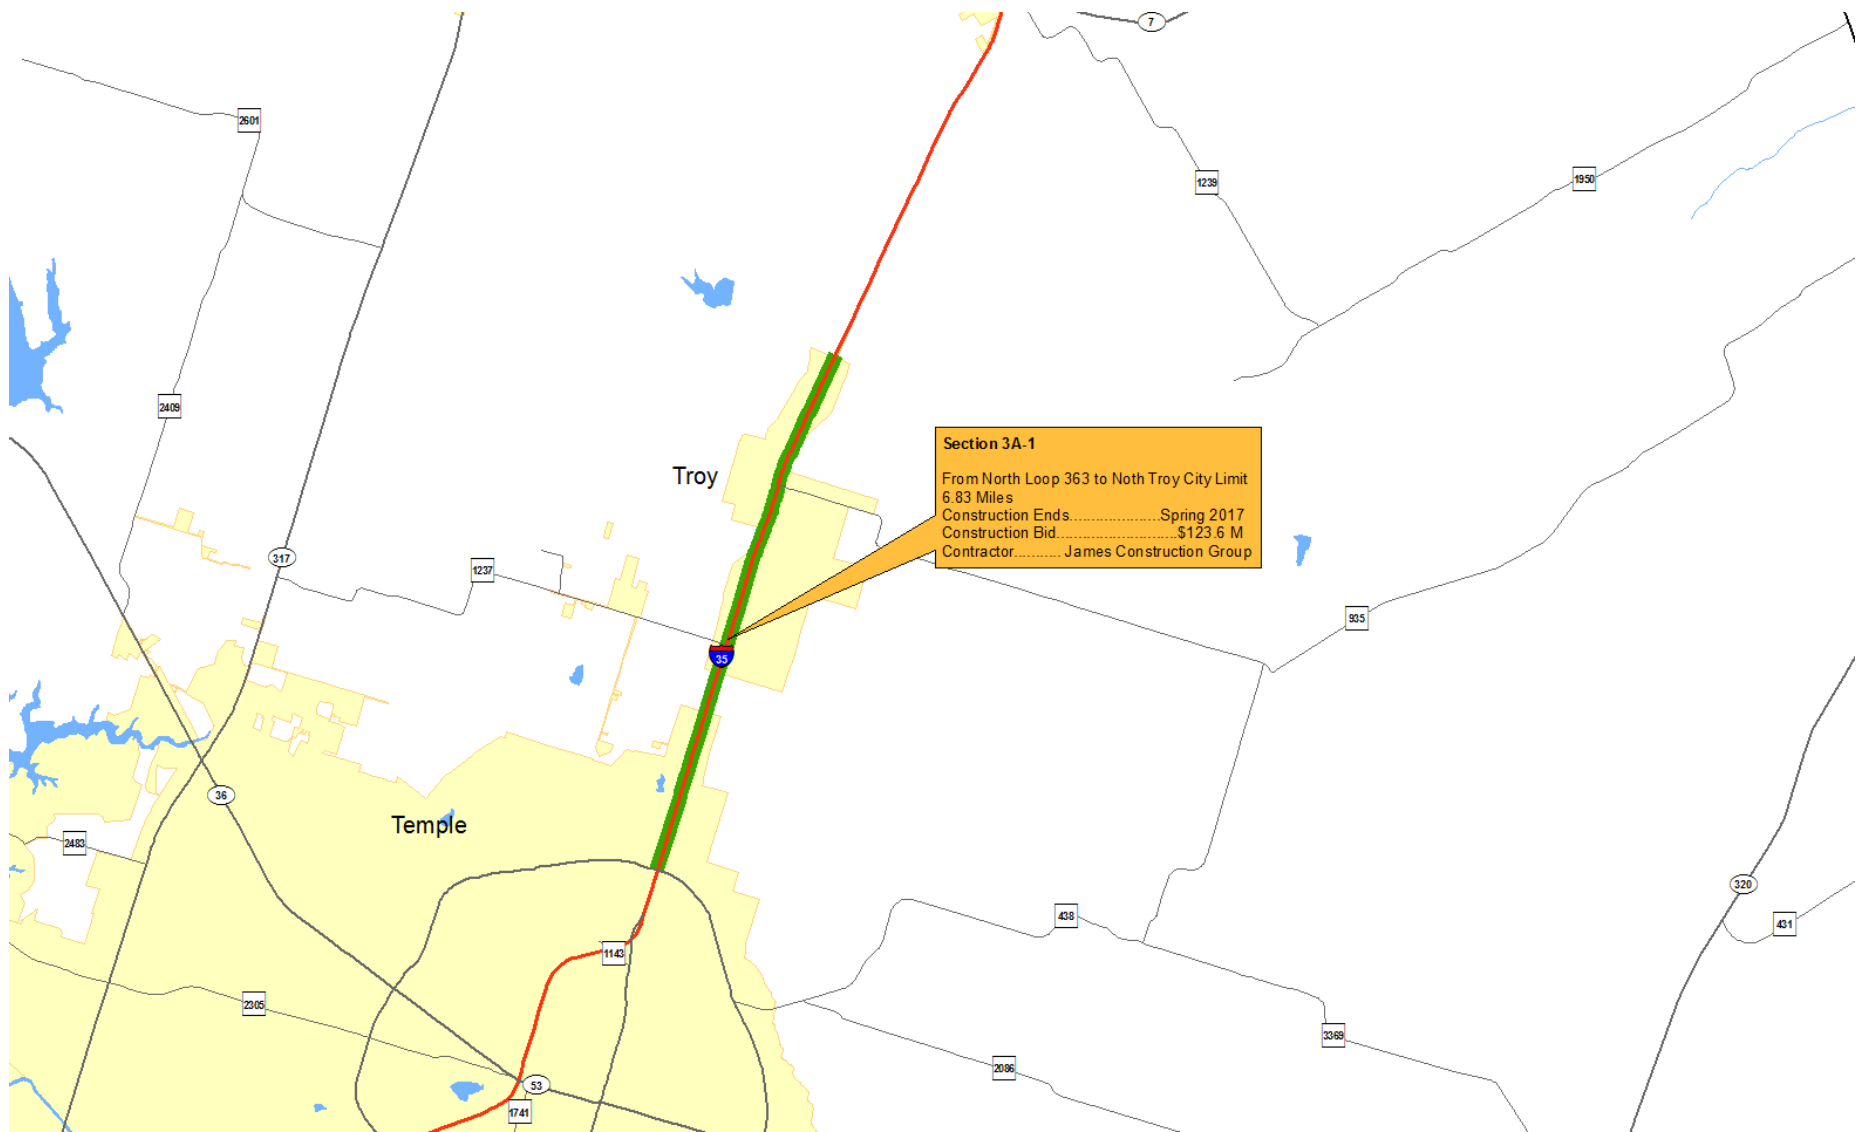 7
2601
1239
1950
2409
Troy
Section 3A-1
From North Loop 363 to Noth Troy City Limit
6.83 Miles
Construction Ends......................Spring 2017
Construction Bid.............................$123.6 M
Contractor........... James Construction Group
317
1237
935
35
36
Temple
2483
320
438
431
1143
2305
3369
2086
53
1741